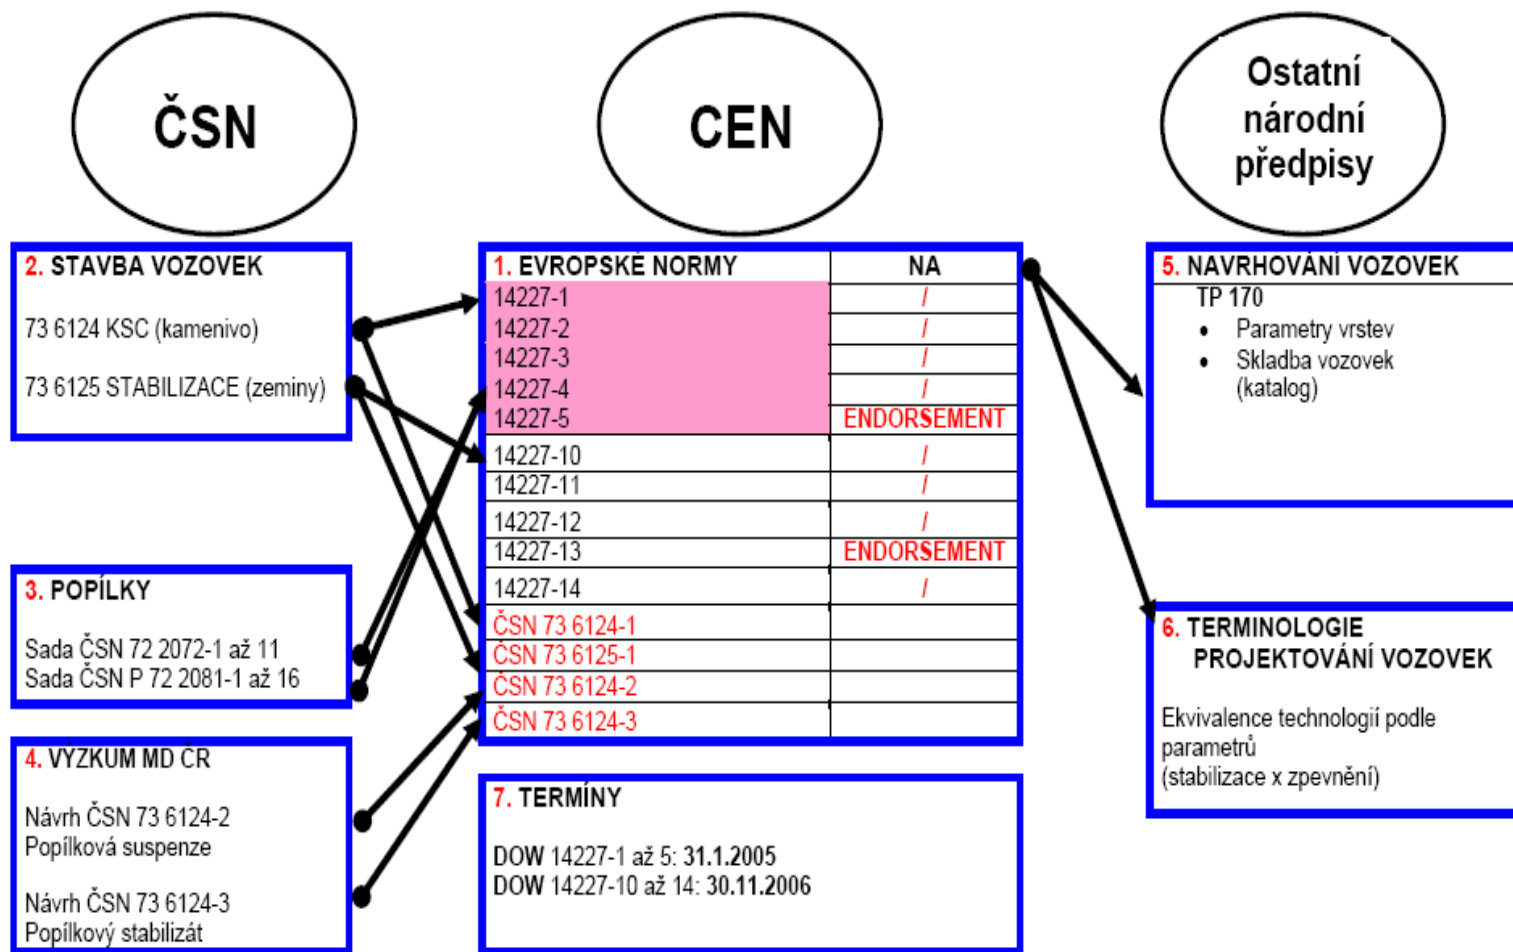 ČSN
CEN
Ostatní
národní
předpisy
2. STAVBA VOZOVEK
73 6124 KSC (kamenivo)
73 6125 STABILIZACE (zeminy)
3. POPÍLKY
Sada ČSN 72 2072-1 až 11
Sada ČSN P 72 2081-1 až 16
4. VÝZKUM MD ČR
Návrh ČSN 73 6124-2
Popílková suspenze
Návrh ČSN 73 6124-3
Popílkový stabilizát
1. EVROPSKÉ NORMY NA
14227-1 /
14227-2 /
14227-3 /
14227-4 /
14227-5 ENDORSEMENT
14227-10 /
14227-11 /
14227-12 /
14227-13 ENDORSEMENT
14227-14 /
ČSN 73 6124-1
ČSN 73 6125-1
ČSN 73 6124-2
ČSN 73 6124-3
7. TERMÍNY
DOW 14227-1 až 5: 31.1.2005
DOW 14227-10 až 14: 30.11.2006
5. NAVRHOVÁNÍ VOZOVEK
TP 170
• Parametry vrstev
• Skladba vozovek
(katalog)
6. TERMINOLOGIE
PROJEKTOVÁNÍ VOZOVEK
Ekvivalence technologií podle
parametrů
(stabilizace x zpevnění)